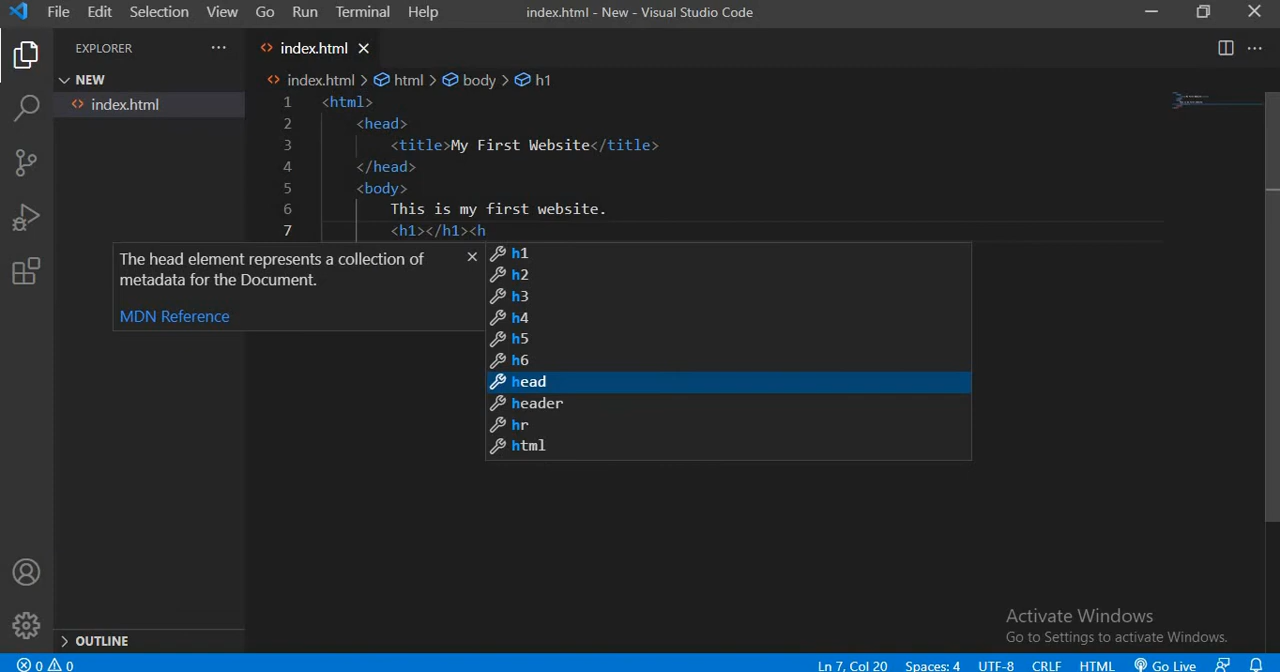 File Edit Selection View Go Run Terminal Help index.html - New - Visual Studio Code
EXPLORER ···
index.html
NEW
index.html
index.html > html > body > h1
1 <html>
2 <head>
3 <title>My First Website</title>
4 </head>
5 <body>
6 This is my first website.
7 <h1></h1><h
The head element represents a collection of
metadata for the Document.
MDN Reference
h1
h2
h3
h4
h5
h6
head
header
hr
html
OUTLINE
Activate Windows
Go to Settings to activate Windows.
0 0 Ln 7, Col 20 Spaces: 4 UTF-8 CRLF HTML Go Live